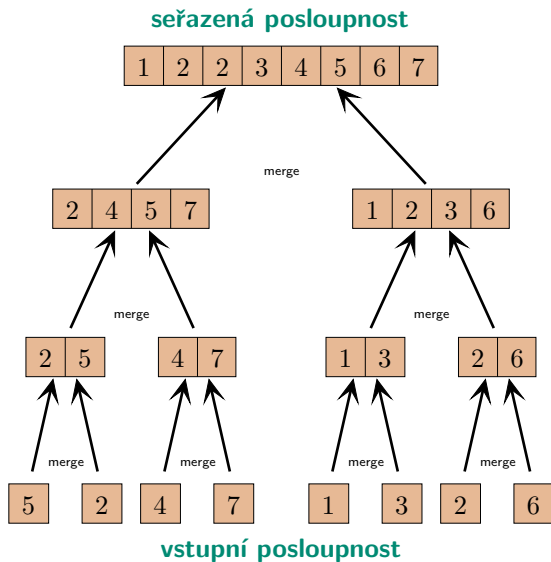 seřazená posloupnost
1 2 2 3 4 5 6 7
merge
2 4 5 7 1 2 3 6
merge merge
2 5 4 7 1 3 2 6
merge merge merge merge
5 2 4 7 1 3 2 6
vstupní posloupnost